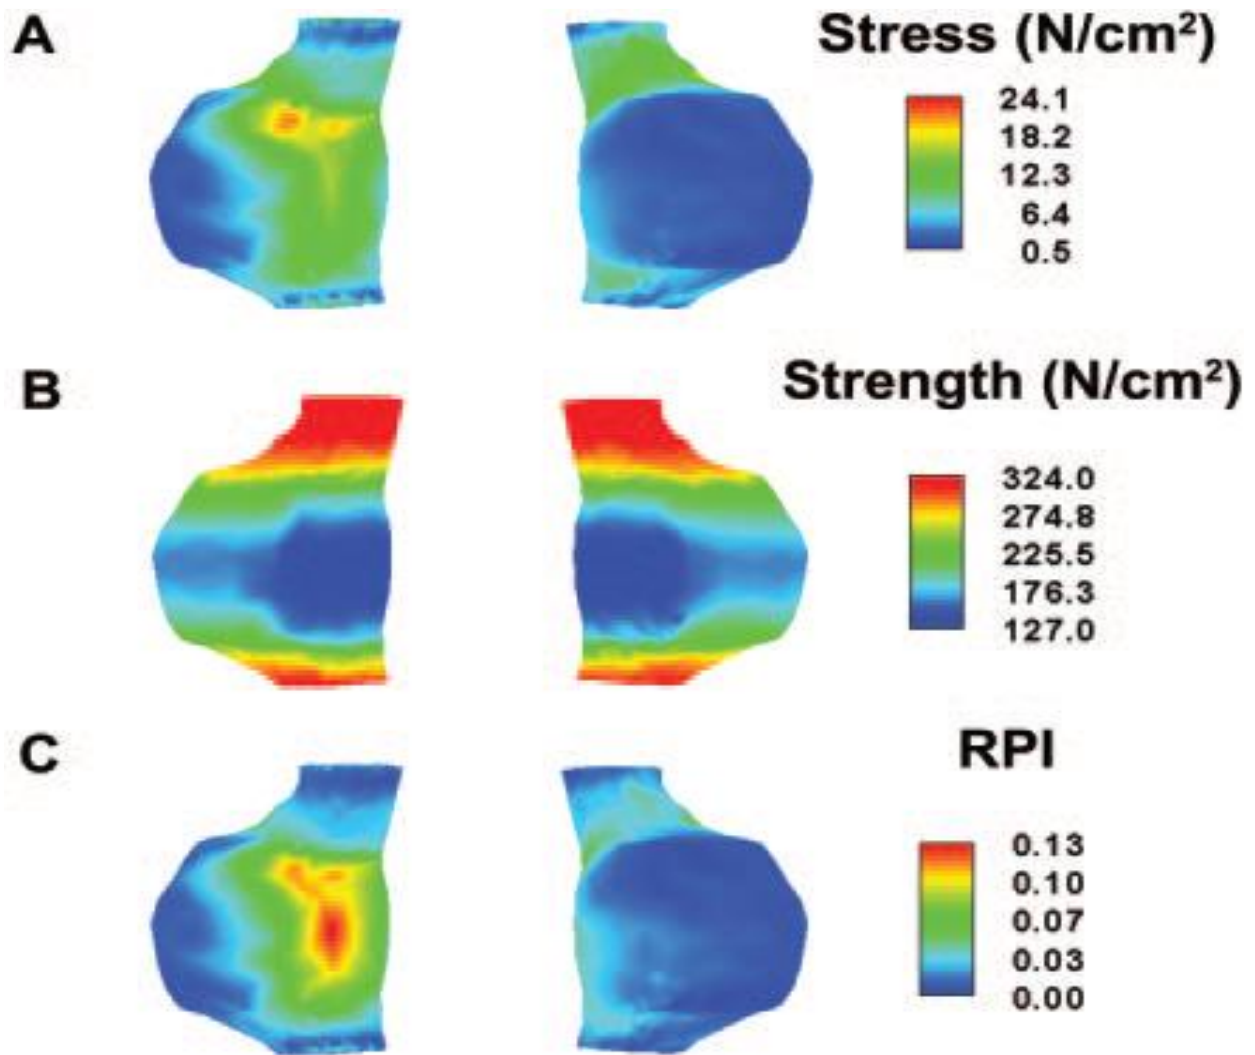 A
Stress (N/cm²)
24.1
18.2
12.3
6.4
0.5
B
Strength (N/cm²)
324.0
274.8
225.5
176.3
127.0
C
RPI
0.13
0.10
0.07
0.03
0.00